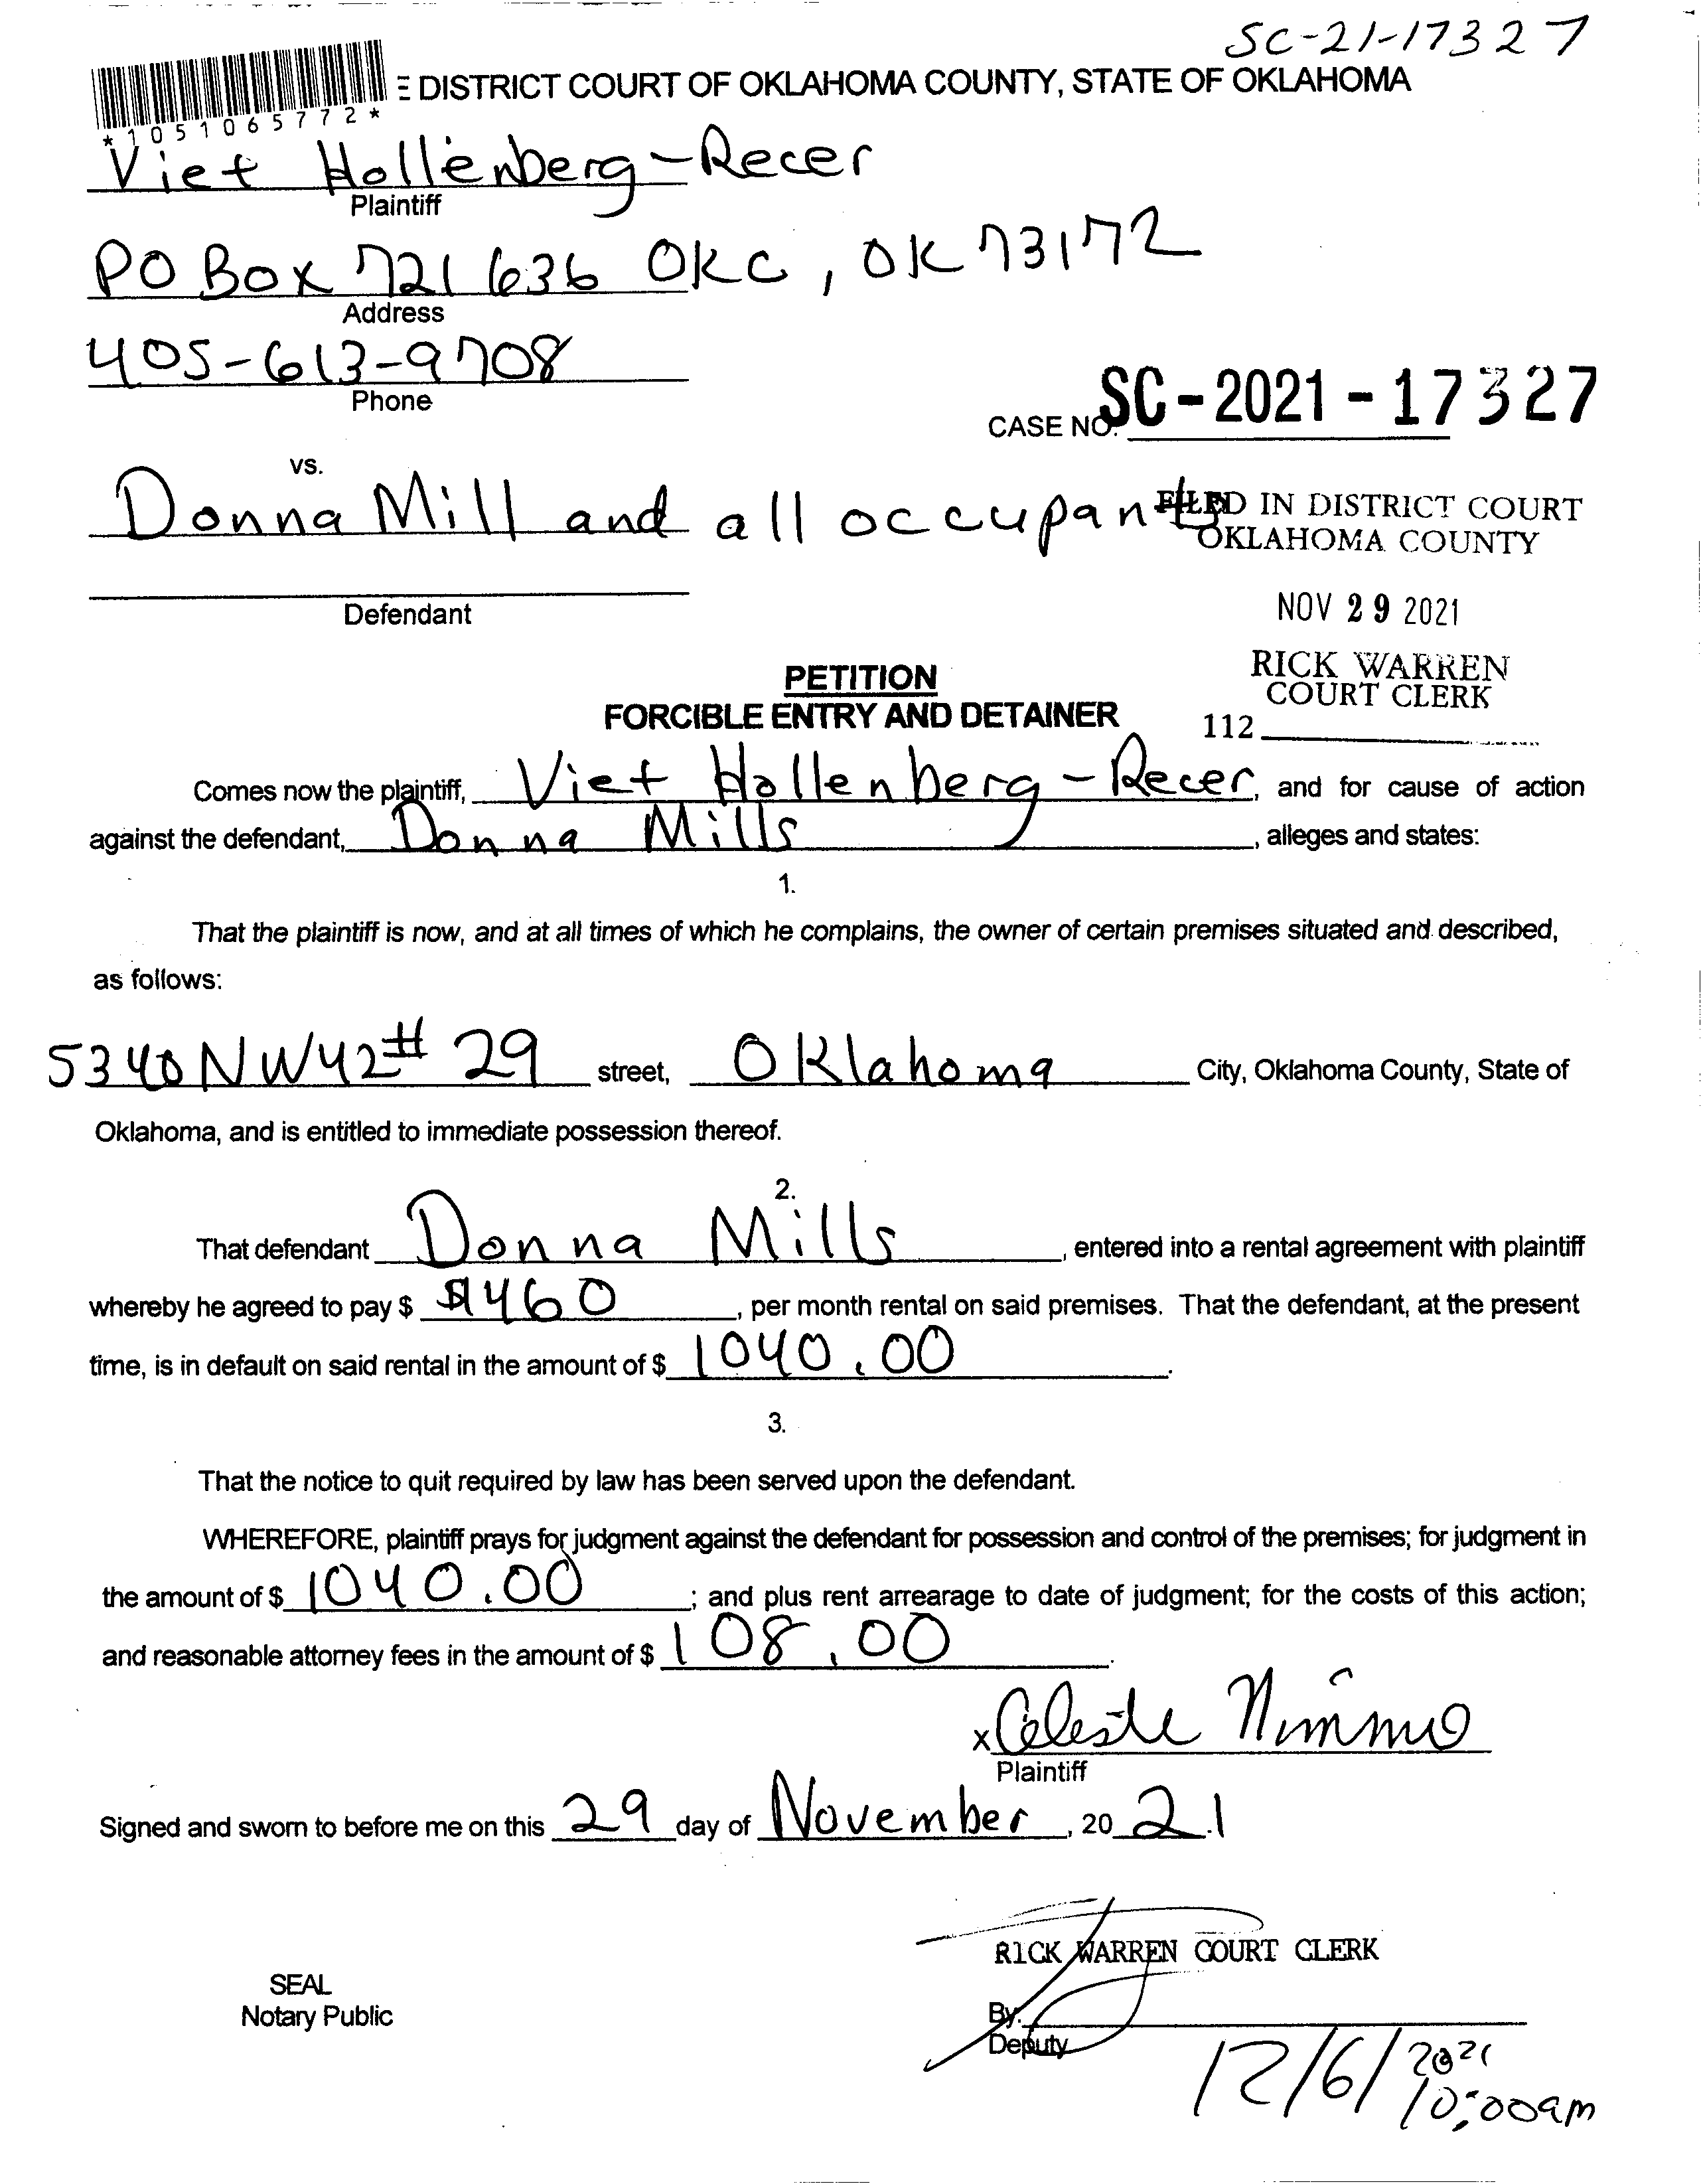 SC-21-17327
E DISTRICT COURT OF OKLAHOMA COUNTY, STATE OF OKLAHOMA
*1051065772*
Viet Hollenberg-Recer
Plaintiff
PO Box 721636 OKC, OK 73172
Address
405-613-9708
Phone
CASE NO. SC-2021-17327
vs.
Donna Mill and all occupants
FILED IN DISTRICT COURT
OKLAHOMA COUNTY
Defendant
NOV 29 2021
RICK WARREN
COURT CLERK
112
PETITION
FORCIBLE ENTRY AND DETAINER
Comes now the plaintiff, Viet Hollenberg-Recer, and for cause of action
against the defendant, Donna Mills, alleges and states:
1.
That the plaintiff is now, and at all times of which he complains, the owner of certain premises situated and described,
as follows:
5340 NW42# 29 street, Oklahoma City, Oklahoma County, State of
Oklahoma, and is entitled to immediate possession thereof.
2.
That defendant Donna Mills, entered into a rental agreement with plaintiff
whereby he agreed to pay $ $460, per month rental on said premises. That the defendant, at the present
time, is in default on said rental in the amount of $ 1040.00.
3.
That the notice to quit required by law has been served upon the defendant.
WHEREFORE, plaintiff prays for judgment against the defendant for possession and control of the premises; for judgment in
the amount of $ 1040.00; and plus rent arrearage to date of judgment; for the costs of this action;
and reasonable attorney fees in the amount of $ 108.00.
x Celeste Nimmo
Plaintiff
Signed and sworn to before me on this 29 day of November, 2021
RICK WARREN COURT CLERK
SEAL
Notary Public
By:
Deputy
12/6/2021
10:00am